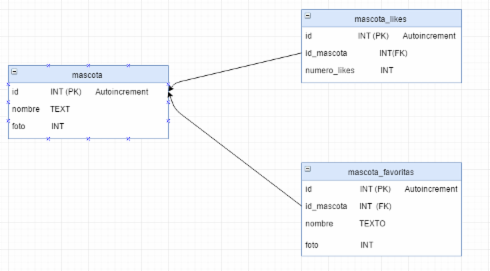 mascota
id INT (PK) Autoincrement
nombre TEXT
foto INT
mascota_likes
id INT (PK) Autoincrement
id_mascota INT(FK)
numero_likes INT
mascota_favoritas
id INT (PK) Autoincrement
id_mascota INT (FK)
nombre TEXTO
foto INT